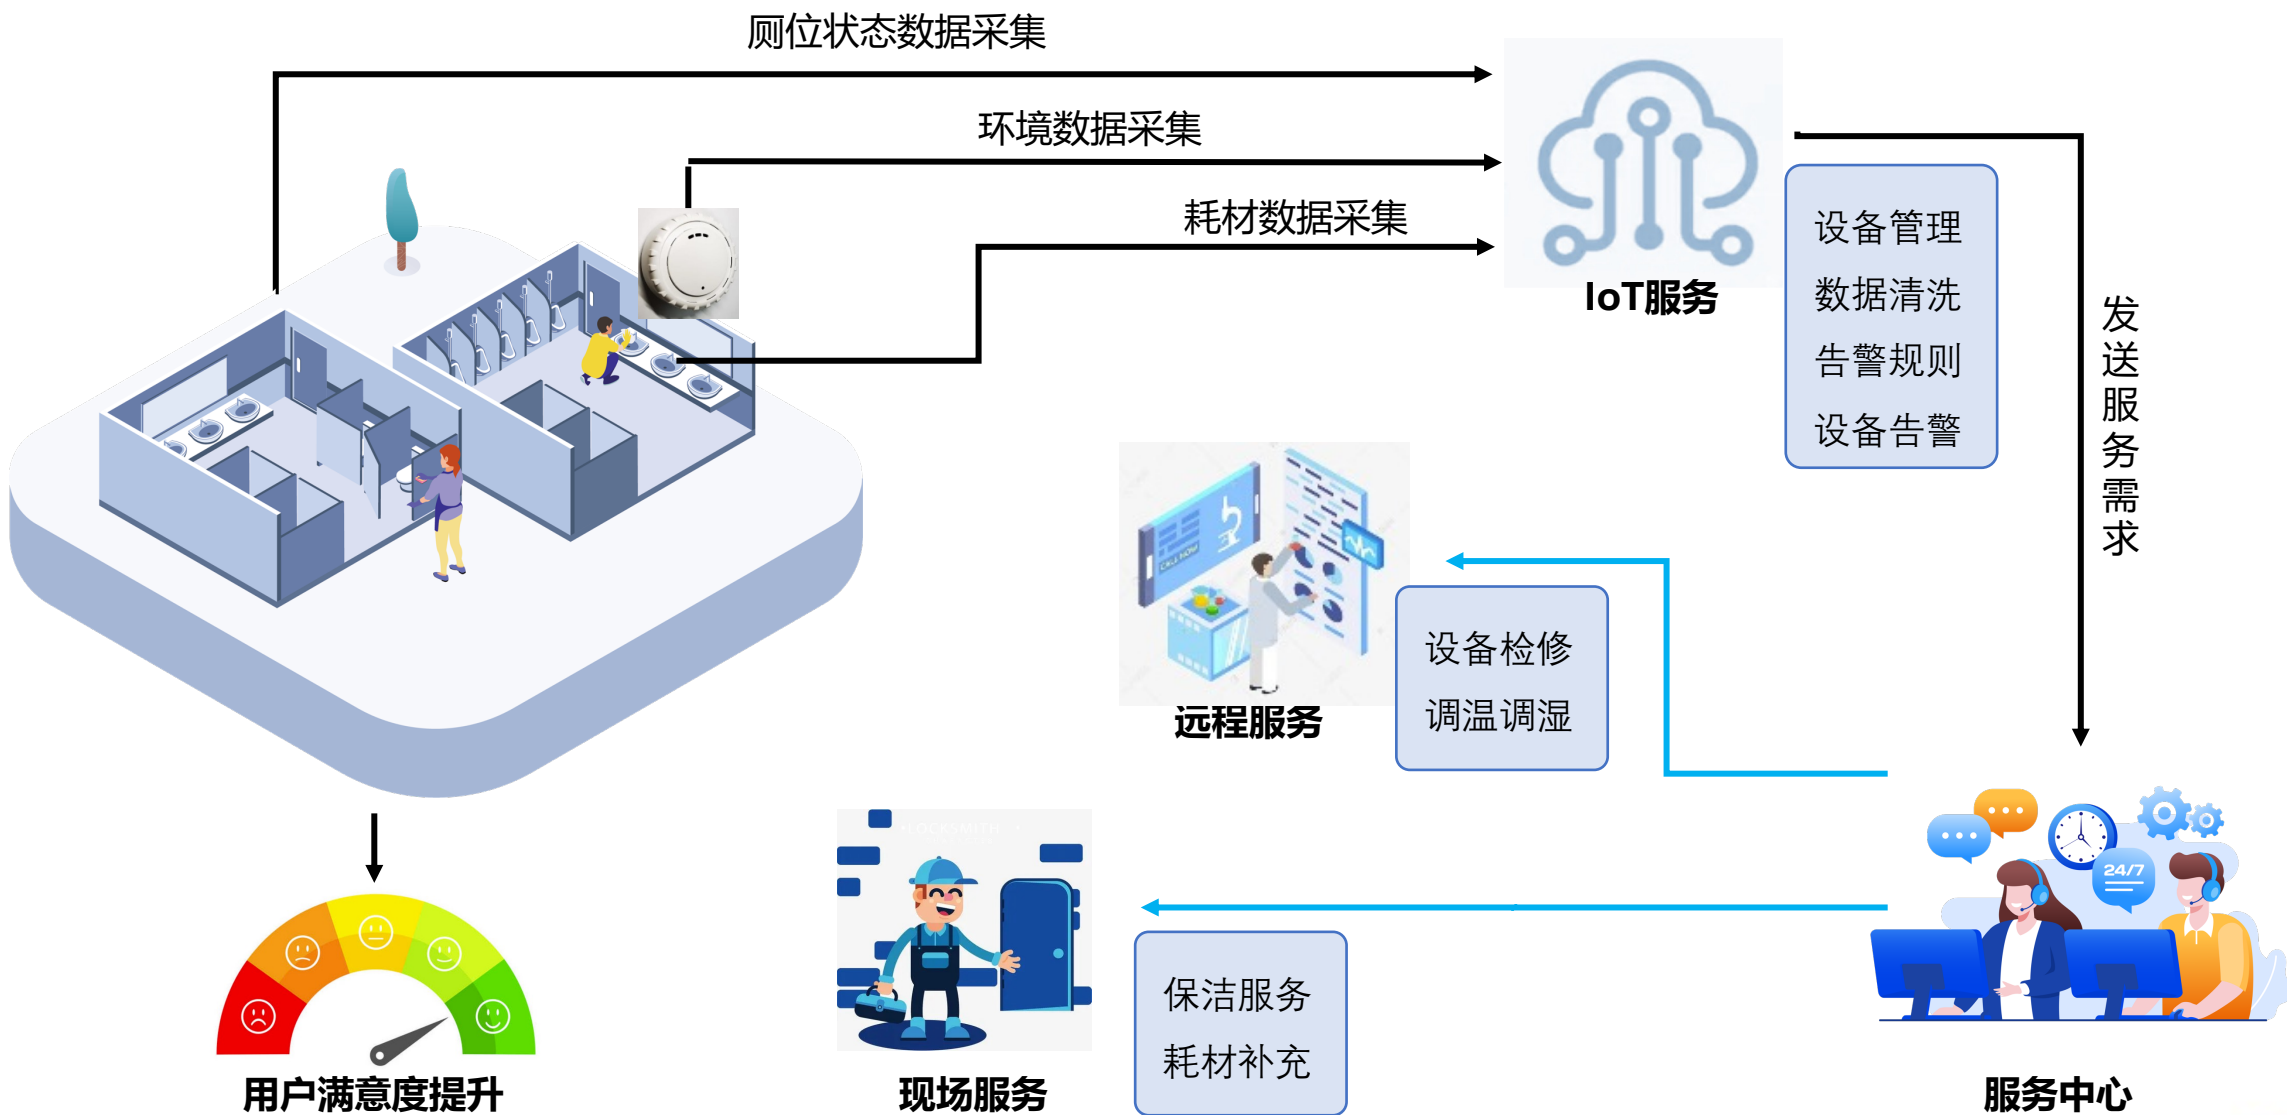 厕位状态数据采集
环境数据采集
耗材数据采集
IoT服务
设备管理
数据清洗
告警规则
设备告警
发送服务需求
CALL NOW
设备检修
调温调湿
远程服务
LOCKSMITH
24/7
保洁服务
耗材补充
用户满意度提升
现场服务
服务中心